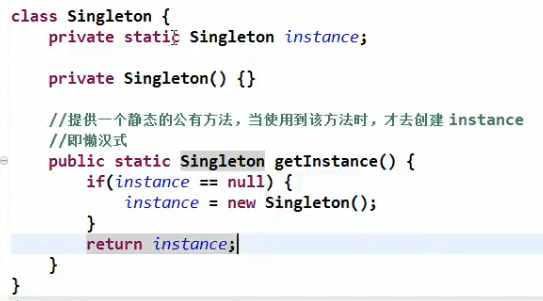 class Singleton {
private static Singleton instance;
private Singleton() {}
//提供一个静态的公有方法，当使用到该方法时，才去创建 instance
//即懒汉式
public static Singleton getInstance() {
if(instance == null) {
instance = new Singleton();
}
return instance;
}
}